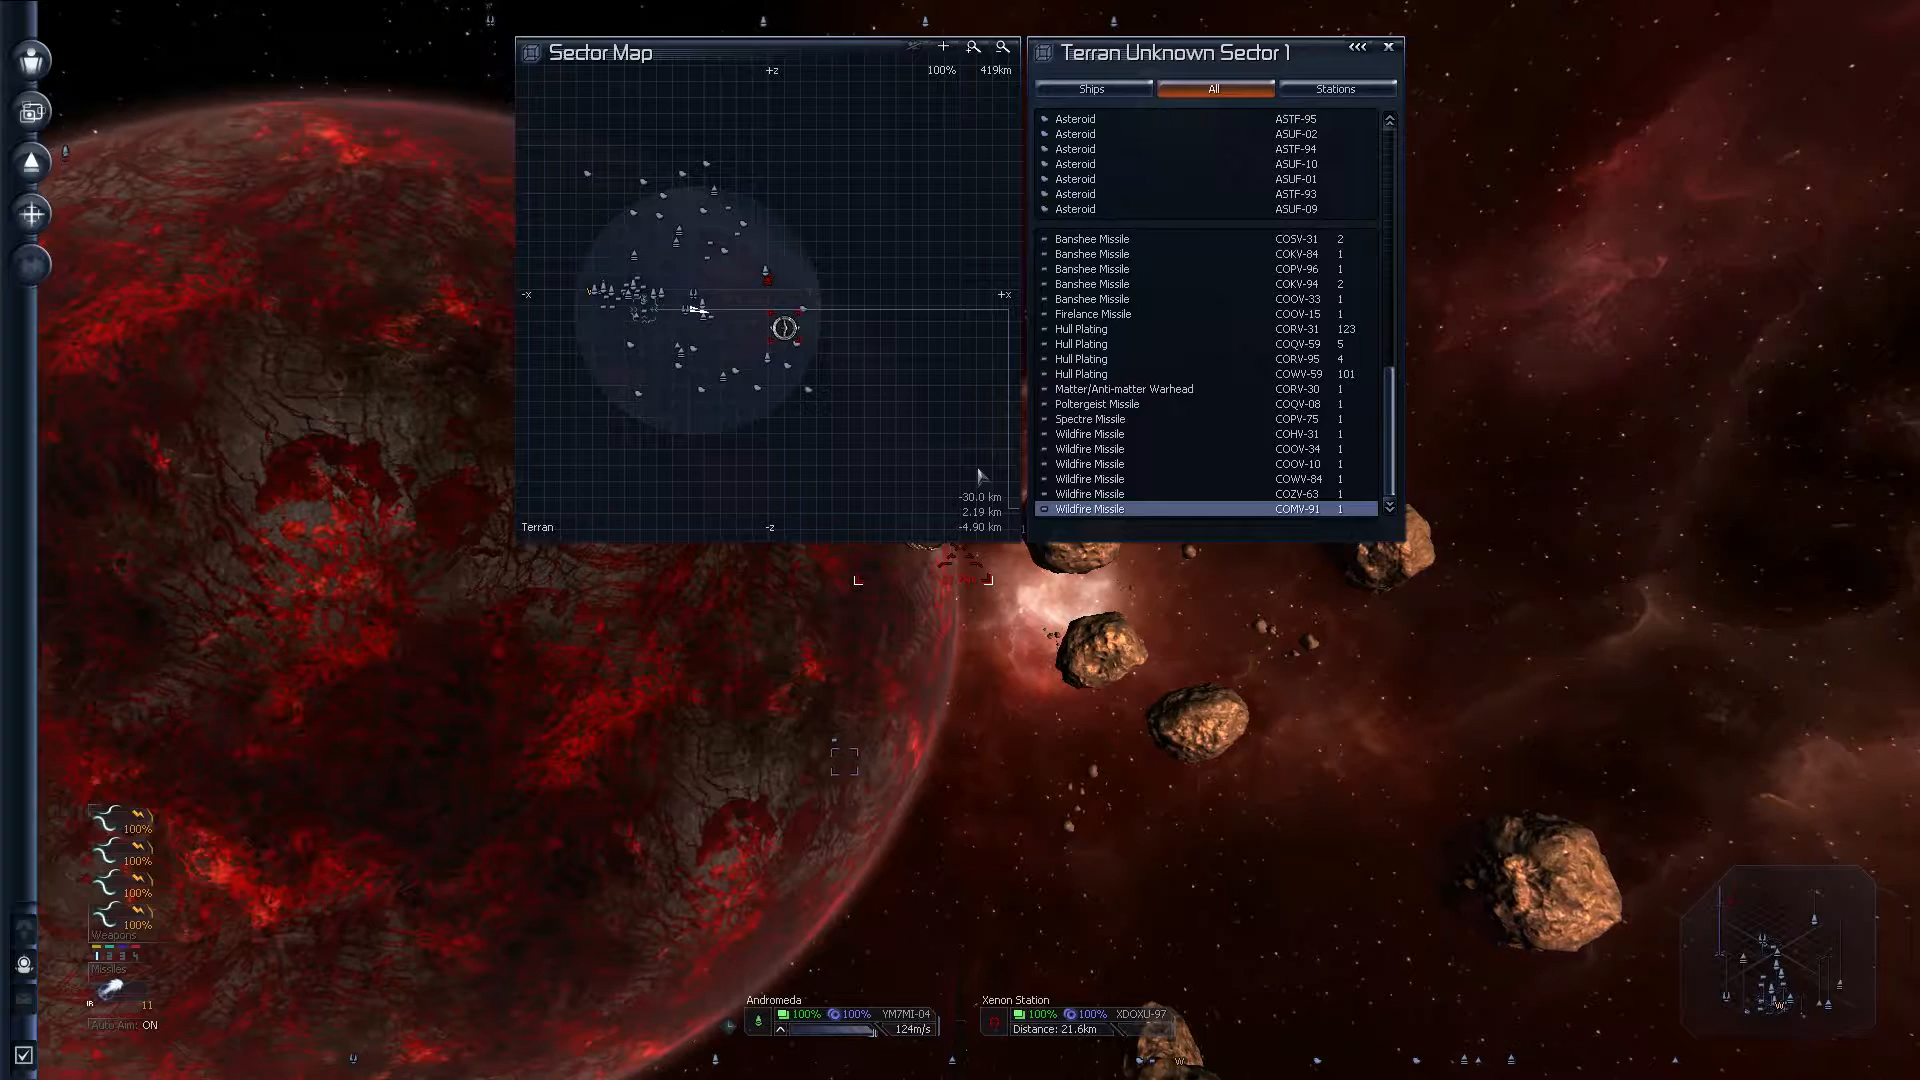 Sector Map
+z
100%
419km
-x
+x
-30.0 km
2.19 km
-4.90 km
Terran
-z
Terran Unknown Sector 1
Ships
All
Stations
Asteroid ASTF-95
Asteroid ASUF-02
Asteroid ASTF-94
Asteroid ASUF-10
Asteroid ASUF-01
Asteroid ASTF-93
Asteroid ASUF-09
Banshee Missile COSV-31 2
Banshee Missile COKV-84 1
Banshee Missile COPV-96 1
Banshee Missile COKV-94 2
Banshee Missile COOV-33 1
Firelance Missile COOV-15 1
Hull Plating CORV-31 123
Hull Plating COQV-59 5
Hull Plating CORV-95 4
Hull Plating COWV-59 101
Matter/Anti-matter Warhead CORV-30 1
Poltergeist Missile COQV-08 1
Spectre Missile COPV-75 1
Wildfire Missile COHV-31 1
Wildfire Missile COOV-34 1
Wildfire Missile COOV-10 1
Wildfire Missile COWV-84 1
Wildfire Missile COZV-63 1
Wildfire Missile COMV-91 1
100%
100%
100%
100%
Weapons
1 2 3 4
Missiles
IR 11
Auto Aim: ON
Andromeda
100% 100% YM7MI-04
124m/s
Xenon Station
100% 100% XDOXU-97
Distance: 21.6km
W
W